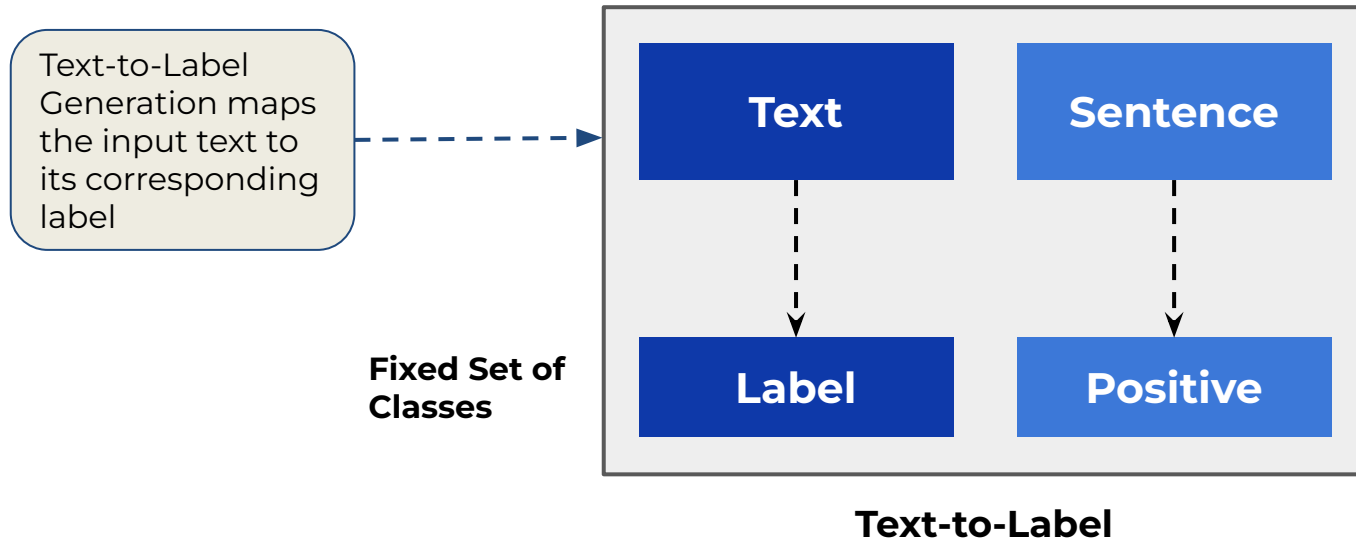 Text-to-Label
Generation maps
the input text to
its corresponding
label
Text
Sentence
Fixed Set of
Classes
Label
Positive
Text-to-Label